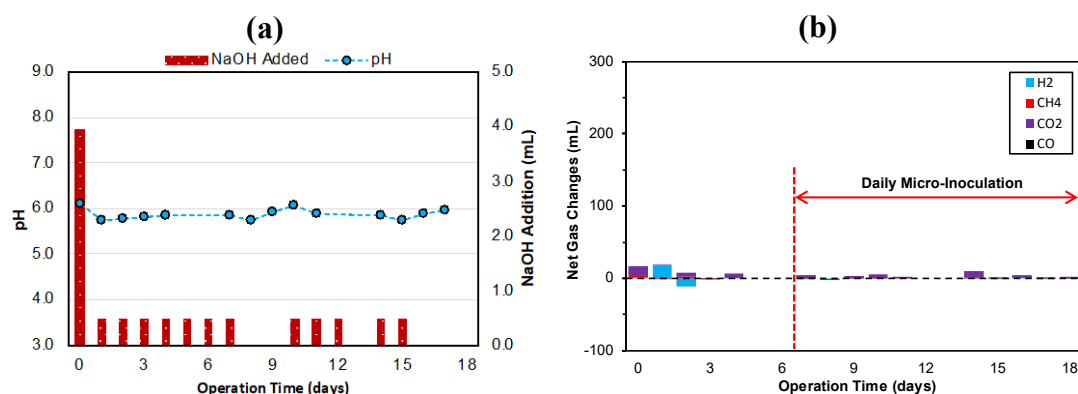 (a)
NaOH Added
pH
9.0
8.0
7.0
6.0
5.0
4.0
3.0
pH
5.0
4.0
3.0
2.0
1.0
0.0
NaOH Addition (mL)
0 3 6 9 12 15 18
Operation Time (days)
(b)
300
200
100
0
-100
Net Gas Changes (mL)
H2
CH4
CO2
CO
Daily Micro-Inoculation
0 3 6 9 12 15 18
Operation Time (days)